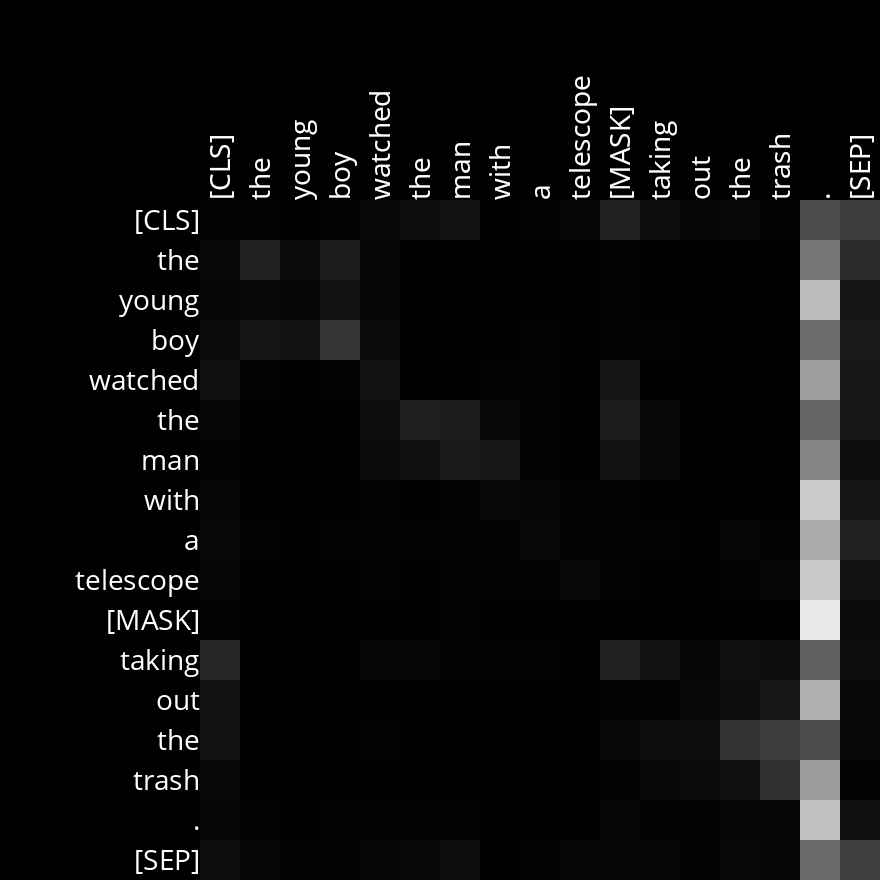 [CLS] the young boy watched the man with a telescope [MASK] taking out the trash . [SEP]
[CLS]
the
young
boy
watched
the
man
with
a
telescope
[MASK]
taking
out
the
trash
.
[SEP]